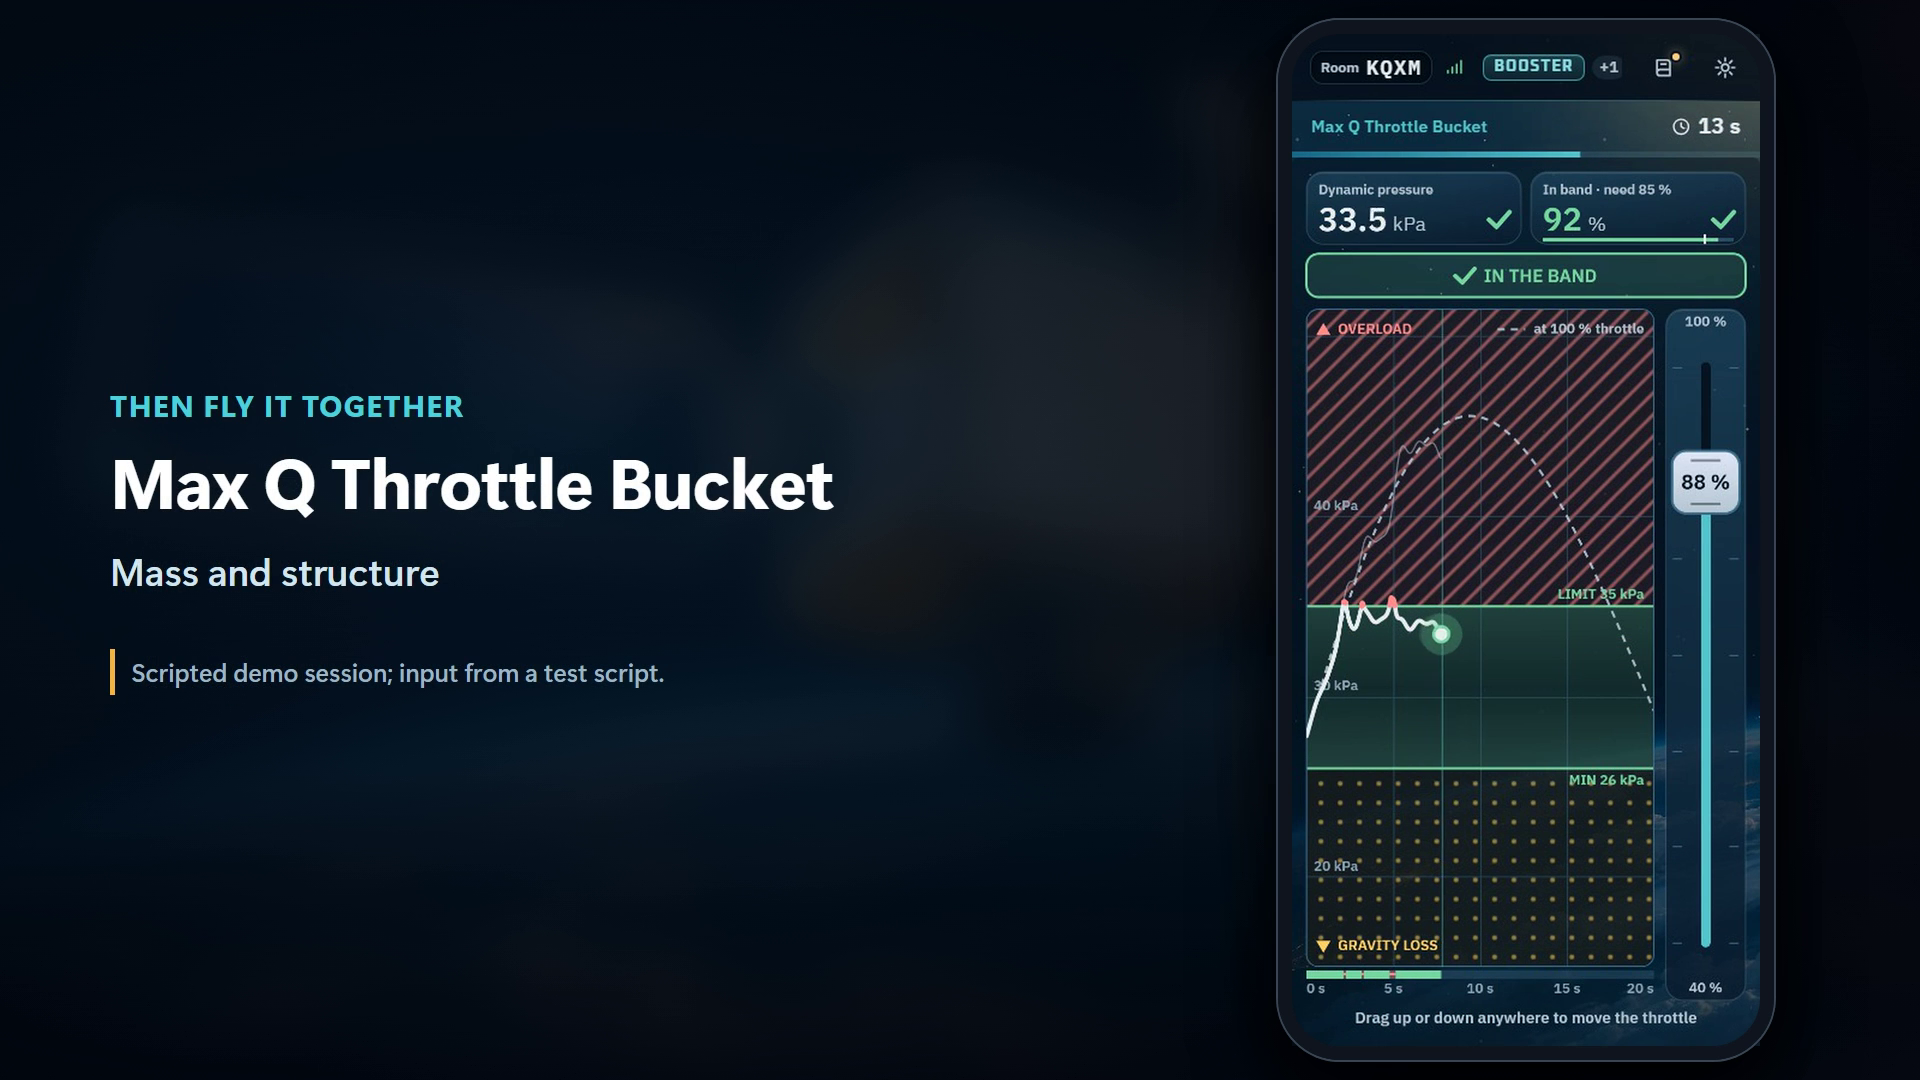 THEN FLY IT TOGETHER
Max Q Throttle Bucket
Mass and structure
Scripted demo session; input from a test script.
Room KQXM BOOSTER +1
Max Q Throttle Bucket 13 s
Dynamic pressure
33.5 kPa
In band · need 85 %
92 %
IN THE BAND
OVERLOAD
at 100 % throttle
40 kPa
LIMIT 35 kPa
30 kPa
MIN 26 kPa
20 kPa
GRAVITY LOSS
0 s 5 s 10 s 15 s 20 s
100 %
88 %
40 %
Drag up or down anywhere to move the throttle